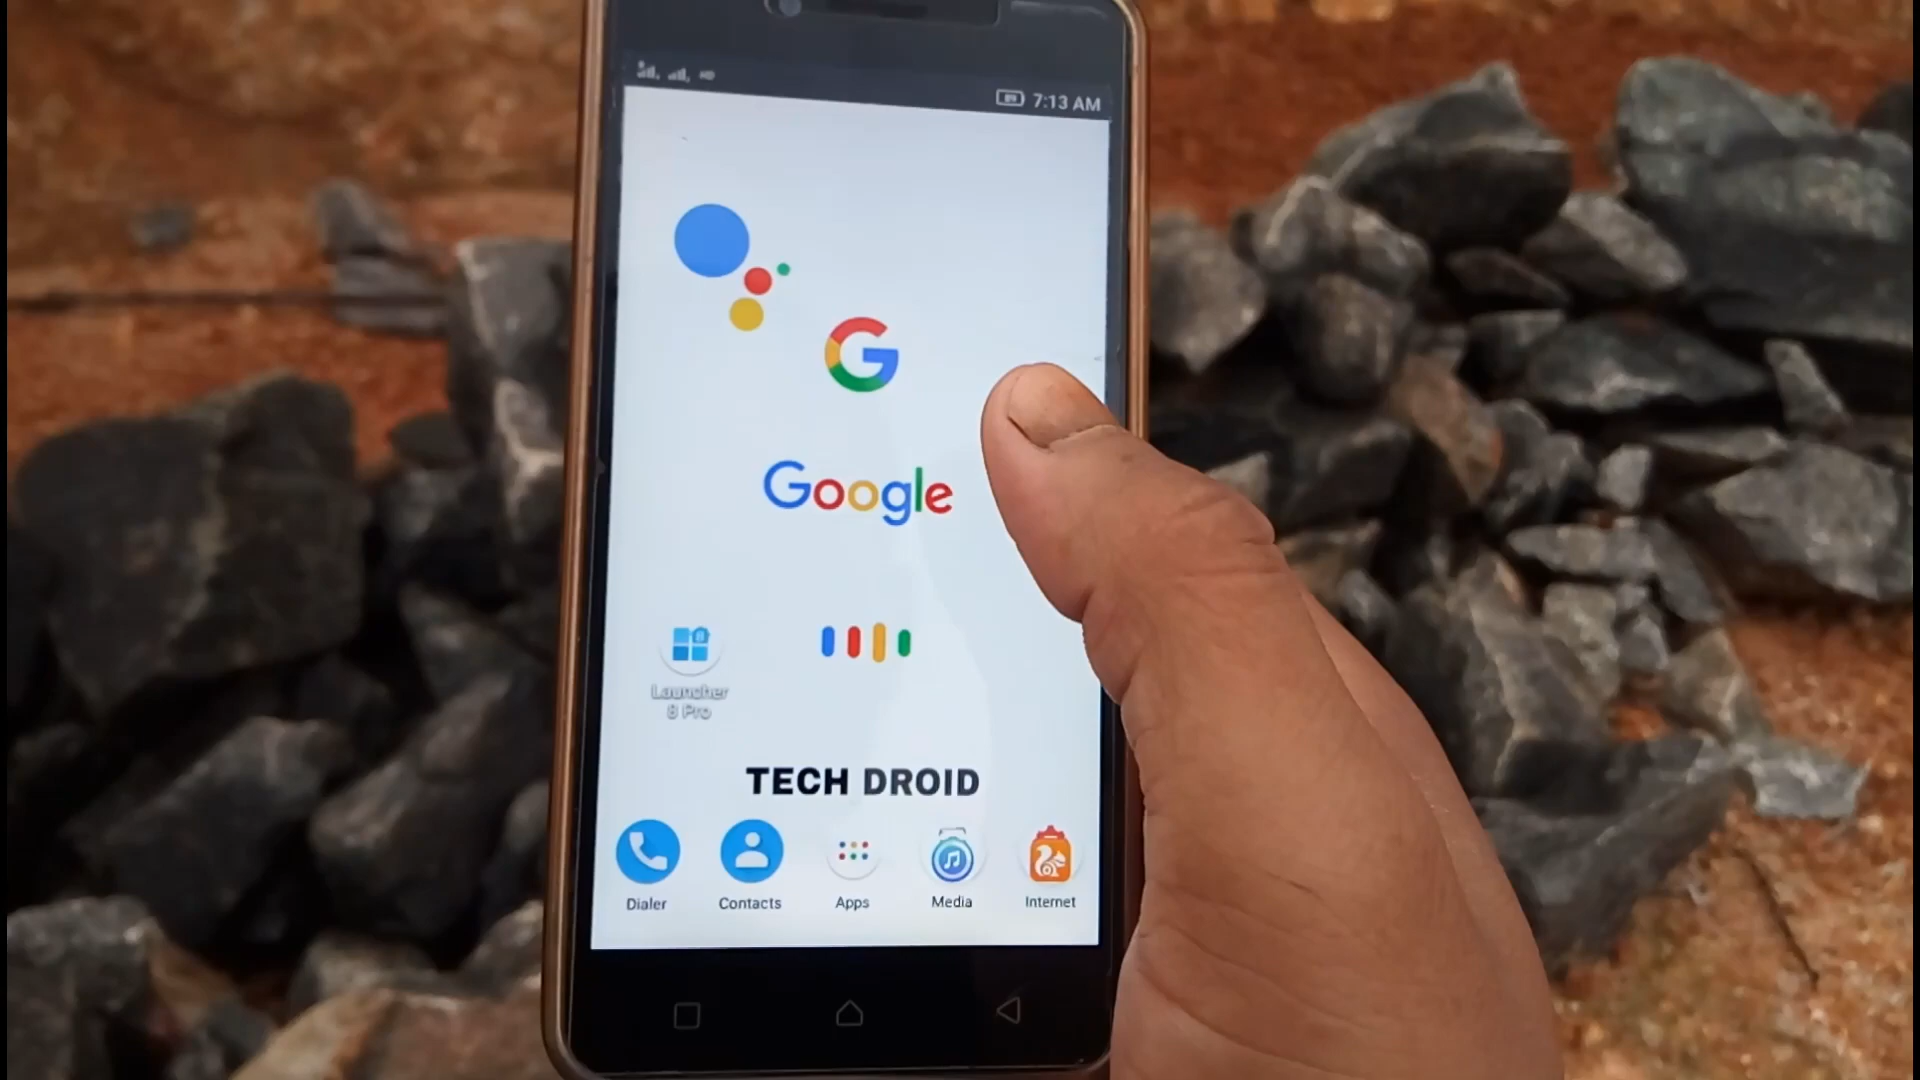 7:13 AM
G
Google
Launcher
8 Pro
TECH DROID
Dialer
Contacts
Apps
Media
Internet